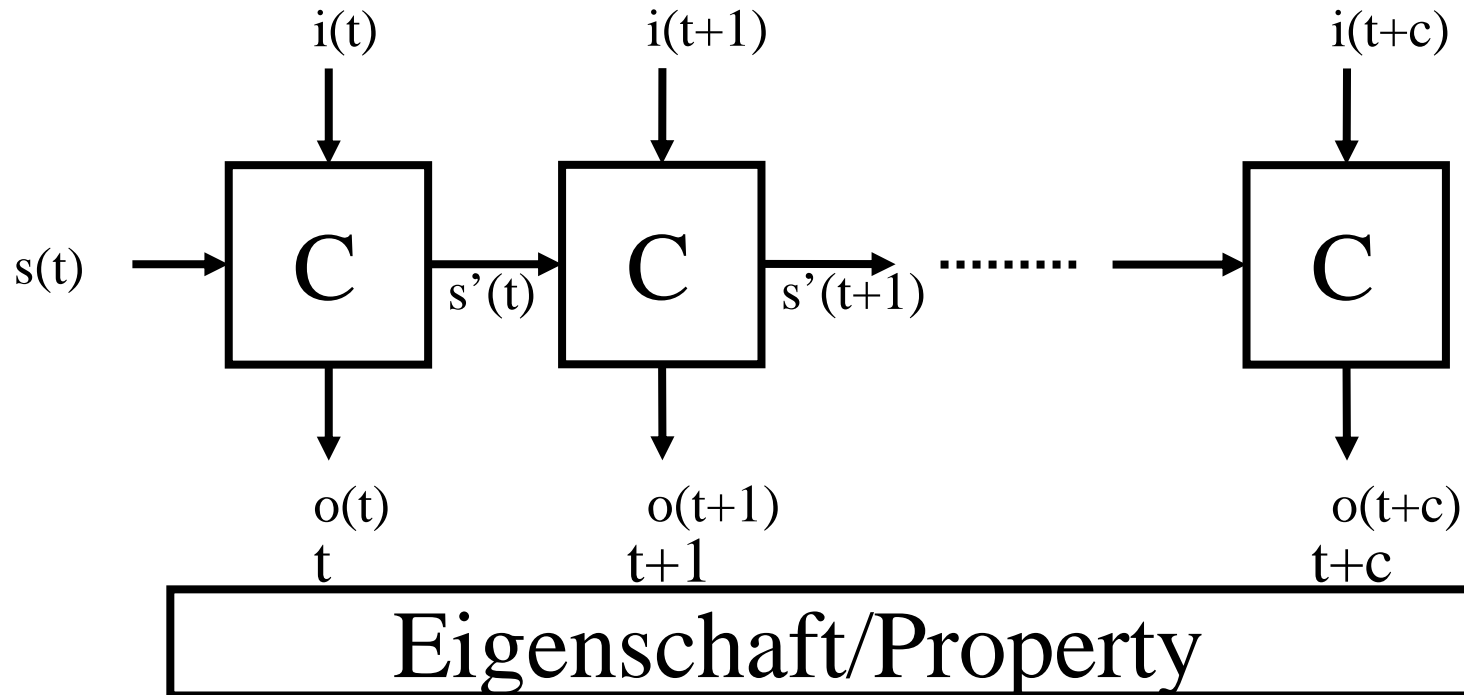 i(t) i(t+1) i(t+c)
s(t) C s’(t) C s’(t+1) C
o(t) o(t+1) o(t+c)
t t+1 t+c
Eigenschaft/Property